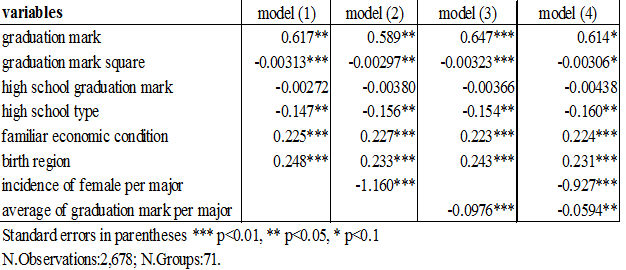 variables model (1) model (2) model (3) model (4)
graduation mark 0.617** 0.589** 0.647*** 0.614*
graduation mark square -0.00313*** -0.00297** -0.00323*** -0.00306*
high school graduation mark -0.00272 -0.00380 -0.00366 -0.00438
high school type -0.147** -0.156** -0.154** -0.160**
familiar economic condition 0.225*** 0.227*** 0.223*** 0.224***
birth region 0.248*** 0.233*** 0.243*** 0.231***
incidence of female per major -1.160*** -0.927***
average of graduation mark per major -0.0976*** -0.0594**
Standard errors in parentheses *** p<0.01, ** p<0.05, * p<0.1
N.Observations:2,678; N.Groups:71.